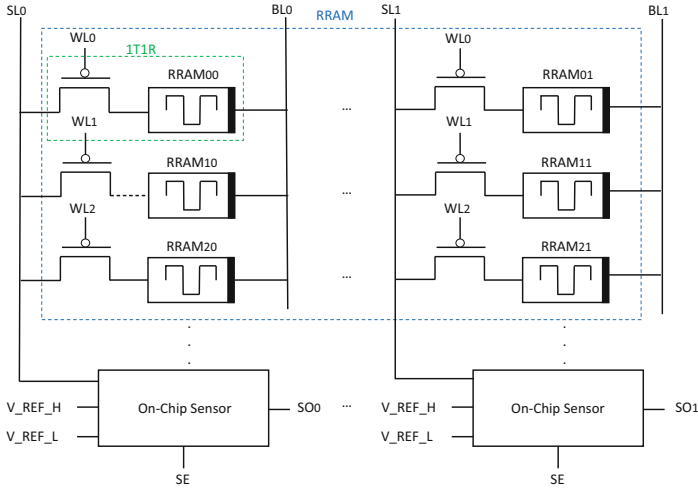 SL0 BL0 SL1 BL1
RRAM
WL0 WL0
1T1R
RRAM00 RRAM01
...
WL1 WL1
RRAM10 RRAM11
...
WL2 WL2
RRAM20 RRAM21
...
On-Chip Sensor On-Chip Sensor
V_REF_H SO0 ... V_REF_H SO1
V_REF_L V_REF_L
SE SE